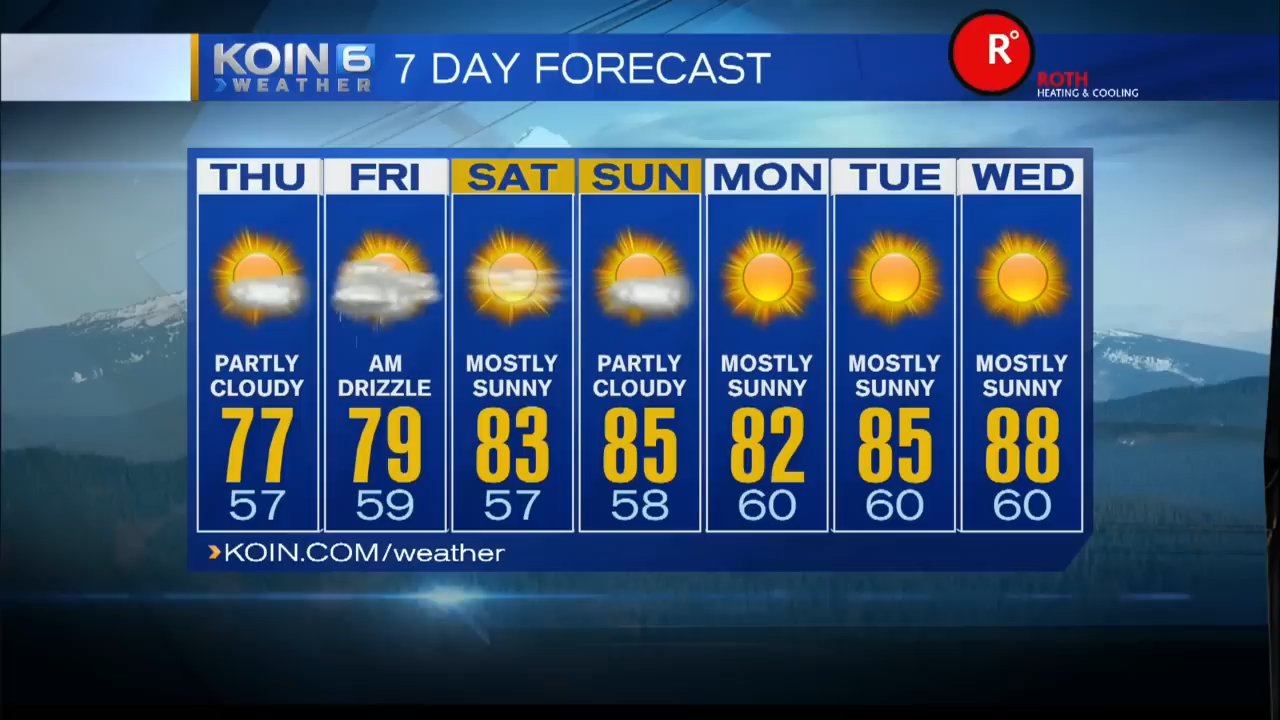 KOIN 6
WEATHER
7 DAY FORECAST
R°
ROTH
HEATING & COOLING
THU FRI SAT SUN MON TUE WED
PARTLY CLOUDY
77
57
AM DRIZZLE
79
59
MOSTLY SUNNY
83
57
PARTLY CLOUDY
85
58
MOSTLY SUNNY
82
60
MOSTLY SUNNY
85
60
MOSTLY SUNNY
88
60
KOIN.COM/weather